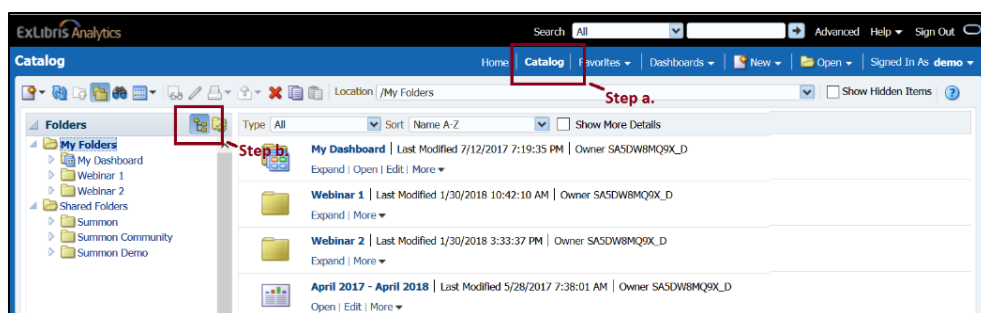 ExLibris Analytics
Search All Advanced Help Sign Out
Catalog
Home Catalog Favorites Dashboards New Open Signed In As demo
Location /My Folders Show Hidden Items
Step a.
Folders
Type All Sort Name A-Z Show More Details
Step b.
My Folders
My Dashboard
Webinar 1
Webinar 2
Shared Folders
Summon
Summon Community
Summon Demo
My Dashboard | Last Modified 7/12/2017 7:19:35 PM | Owner SA5DW8MQ9X_D
Expand | Open | Edit | More
Webinar 1 | Last Modified 1/30/2018 10:42:10 AM | Owner SA5DW8MQ9X_D
Expand | More
Webinar 2 | Last Modified 1/30/2018 3:33:37 PM | Owner SA5DW8MQ9X_D
Expand | More
April 2017 - April 2018 | Last Modified 5/28/2017 7:38:01 AM | Owner SA5DW8MQ9X_D
Open | Edit | More